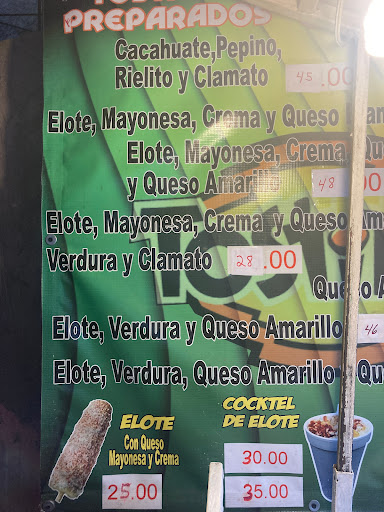 PREPARADOS
Cacahuate,Pepino,
Rielito y Clamato 45.00
Elote, Mayonesa, Crema y Queso
Elote, Mayonesa, Crema
y Queso Amarillo 48.00
Elote, Mayonesa, Crema y Queso
Verdura y Clamato 28.00
Elote, Verdura y Queso Amarillo 46
Elote, Verdura, Queso Amarillo
ELOTE
Con Queso
Mayonesa y Crema
25.00
COCKTEL
DE ELOTE
30.00
35.00